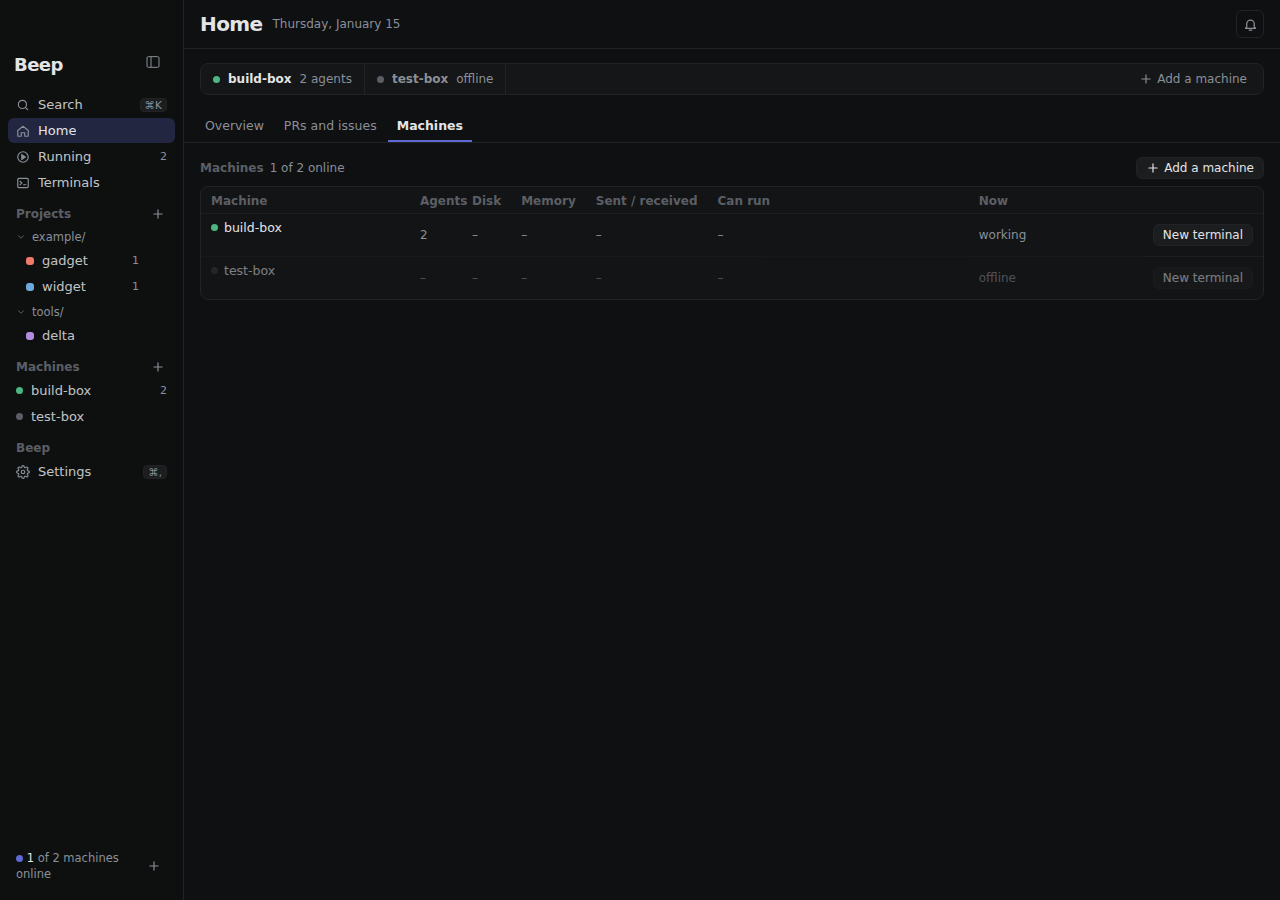 Beep
Search ⌘K
Home
Running 2
Terminals
Projects
example/
gadget 1
widget 1
tools/
delta
Machines
build-box 2
test-box
Beep
Settings ⌘,
1 of 2 machines
online
Home Thursday, January 15
build-box 2 agents test-box offline Add a machine
Overview PRs and issues Machines
Machines 1 of 2 online Add a machine
Machine Agents Disk Memory Sent / received Can run Now
build-box 2 – – – – working New terminal
test-box – – – – – offline New terminal